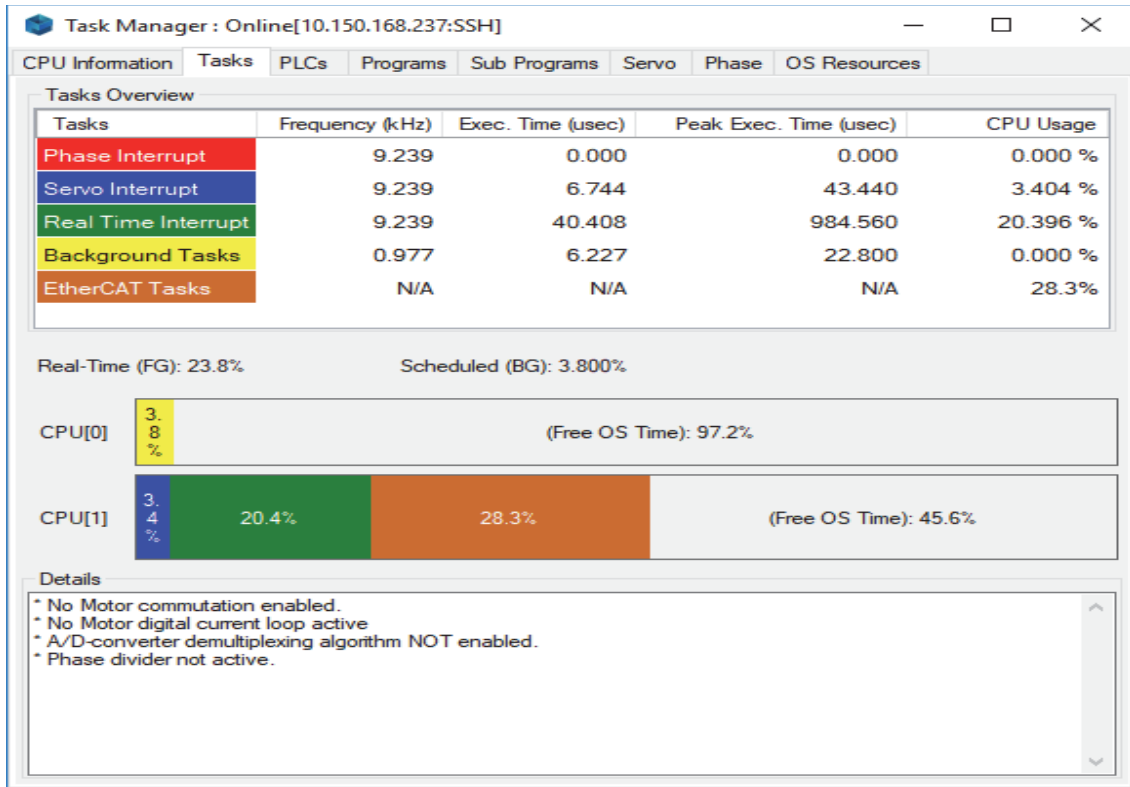 Task Manager : Online[10.150.168.237:SSH]
CPU Information Tasks PLCs Programs Sub Programs Servo Phase OS Resources
Tasks Overview
Tasks Frequency (kHz) Exec. Time (usec) Peak Exec. Time (usec) CPU Usage
Phase Interrupt 9.239 0.000 0.000 0.000 %
Servo Interrupt 9.239 6.744 43.440 3.404 %
Real Time Interrupt 9.239 40.408 984.560 20.396 %
Background Tasks 0.977 6.227 22.800 0.000 %
EtherCAT Tasks N/A N/A N/A 28.3%
Real-Time (FG): 23.8% Scheduled (BG): 3.800%
CPU[0] 3.8% (Free OS Time): 97.2%
CPU[1] 3.4% 20.4% 28.3% (Free OS Time): 45.6%
Details
* No Motor commutation enabled.
* No Motor digital current loop active
* A/D-converter demultiplexing algorithm NOT enabled.
* Phase divider not active.